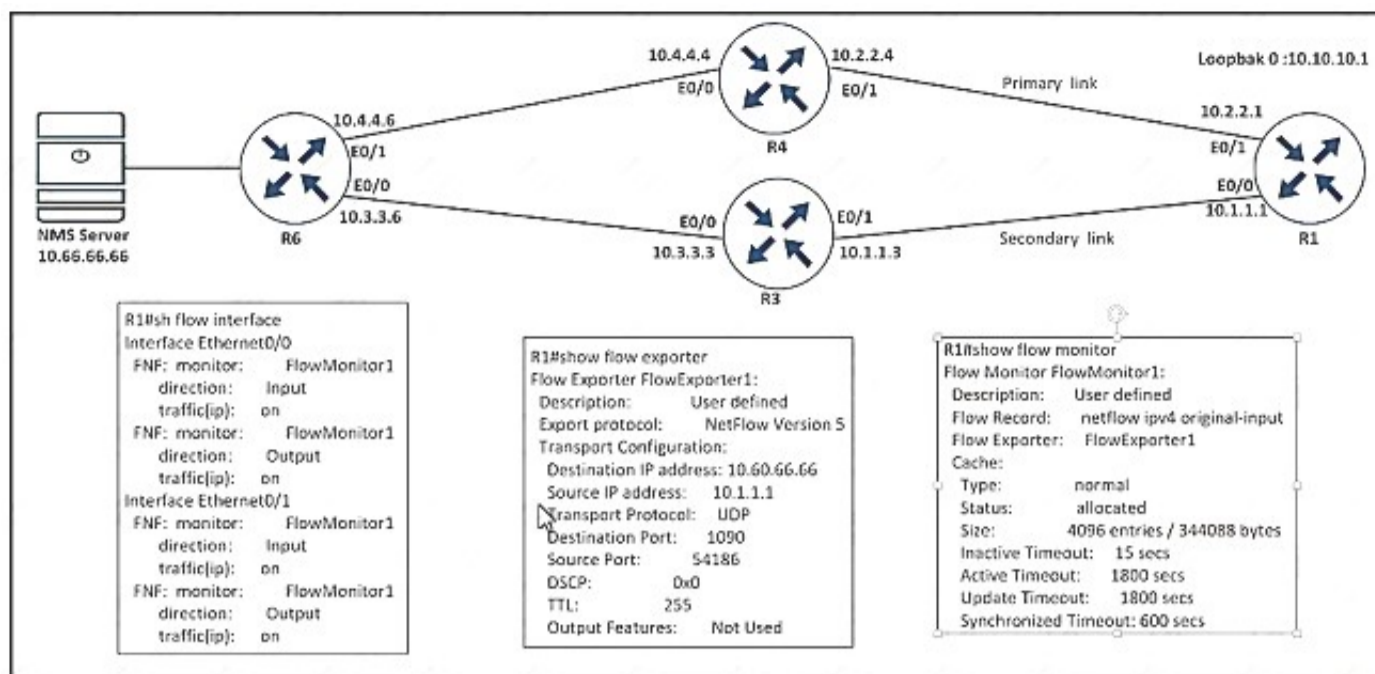 10.4.4.4
10.2.2.4
Loopbak 0 :10.10.10.1
E0/0
E0/1
Primary link
10.4.4.6
10.2.2.1
E0/1
R4
E0/1
E0/0
E0/0
10.3.3.6
E0/0
E0/1
10.1.1.1
NMS Server
R6
10.3.3.3
10.1.1.3
Secondary link
R1
10.66.66.66
R3
R1#sh flow interface
Interface Ethernet0/0
FNF: monitor: FlowMonitor1
direction: Input
traffic(ip): on
FNF: monitor: FlowMonitor1
direction: Output
traffic(ip): on
Interface Ethernet0/1
FNF: monitor: FlowMonitor1
direction: Input
traffic(ip): on
FNF: monitor: FlowMonitor1
direction: Output
traffic(ip): on
R1#show flow exporter
Flow Exporter FlowExporter1:
Description: User defined
Export protocol: NetFlow Version 5
Transport Configuration:
Destination IP address: 10.60.66.66
Source IP address: 10.1.1.1
Transport Protocol: UDP
Destination Port: 1090
Source Port: 54186
DSCP: 0x0
TTL: 255
Output Features: Not Used
R1#show flow monitor
Flow Monitor FlowMonitor1:
Description: User defined
Flow Record: netflow ipv4 original-input
Flow Exporter: FlowExporter1
Cache:
Type: normal
Status: allocated
Size: 4096 entries / 344088 bytes
Inactive Timeout: 15 secs
Active Timeout: 1800 secs
Update Timeout: 1800 secs
Synchronized Timeout: 600 secs